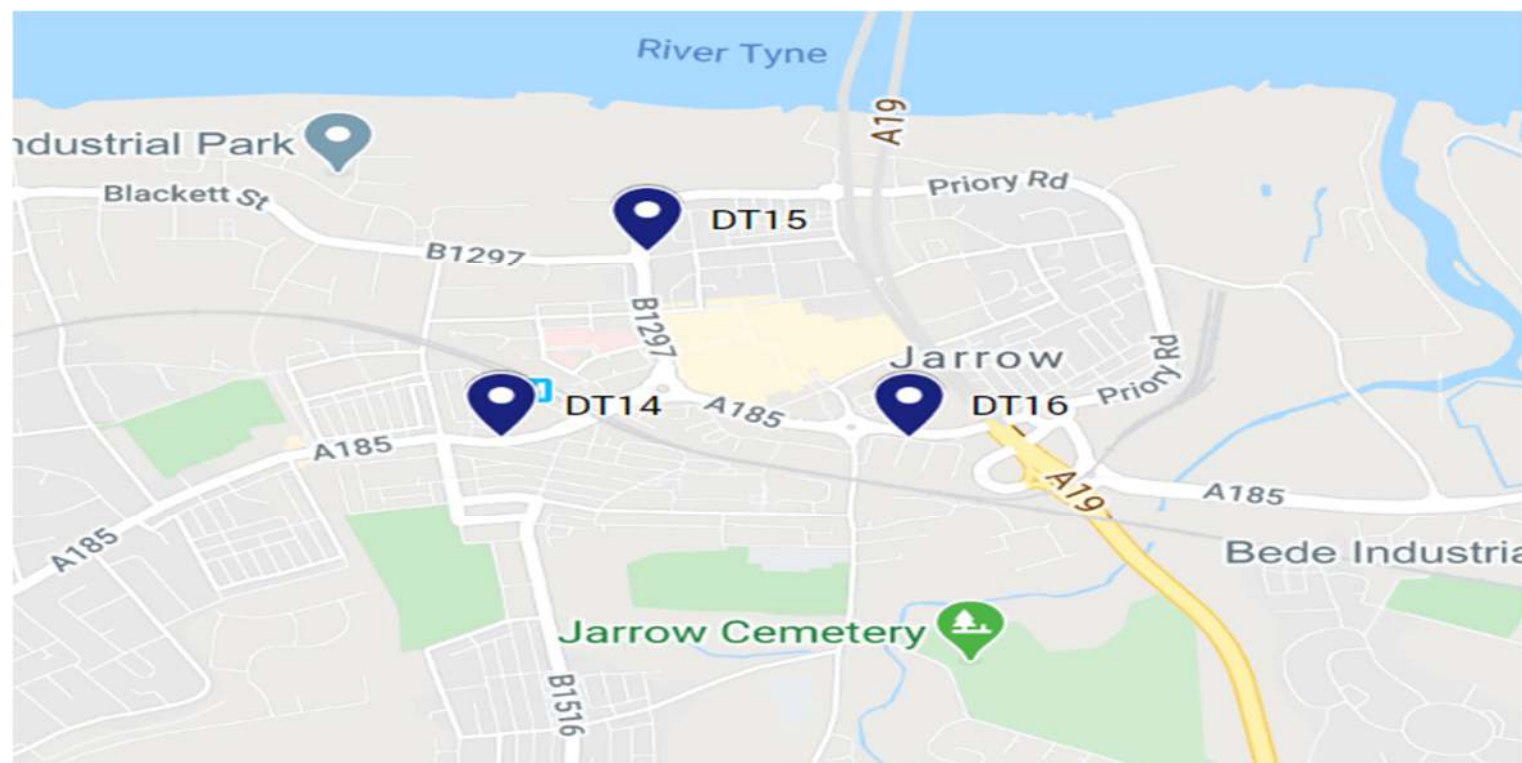 River Tyne
A19
ndustrial Park
Blackett St
Priory Rd
DT15
B1297
B1297
Jarrow
Priory Rd
DT14
A185
DT16
A185
A19
A185
A185
Bede Industria
Jarrow Cemetery
B1516